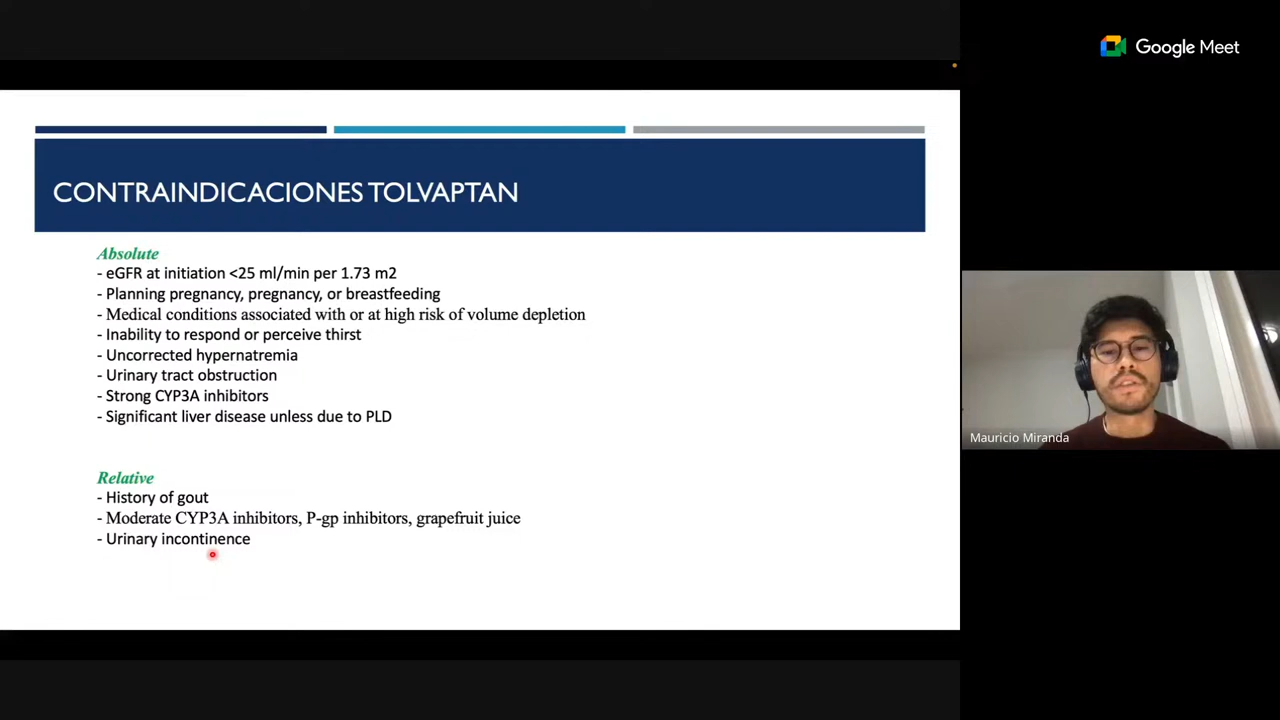 Google Meet
CONTRAINDICACIONES TOLVAPTAN
Absolute
- eGFR at initiation <25 ml/min per 1.73 m2
- Planning pregnancy, pregnancy, or breastfeeding
- Medical conditions associated with or at high risk of volume depletion
- Inability to respond or perceive thirst
- Uncorrected hypernatremia
- Urinary tract obstruction
- Strong CYP3A inhibitors
- Significant liver disease unless due to PLD
Relative
- History of gout
- Moderate CYP3A inhibitors, P-gp inhibitors, grapefruit juice
- Urinary incontinence
Mauricio Miranda